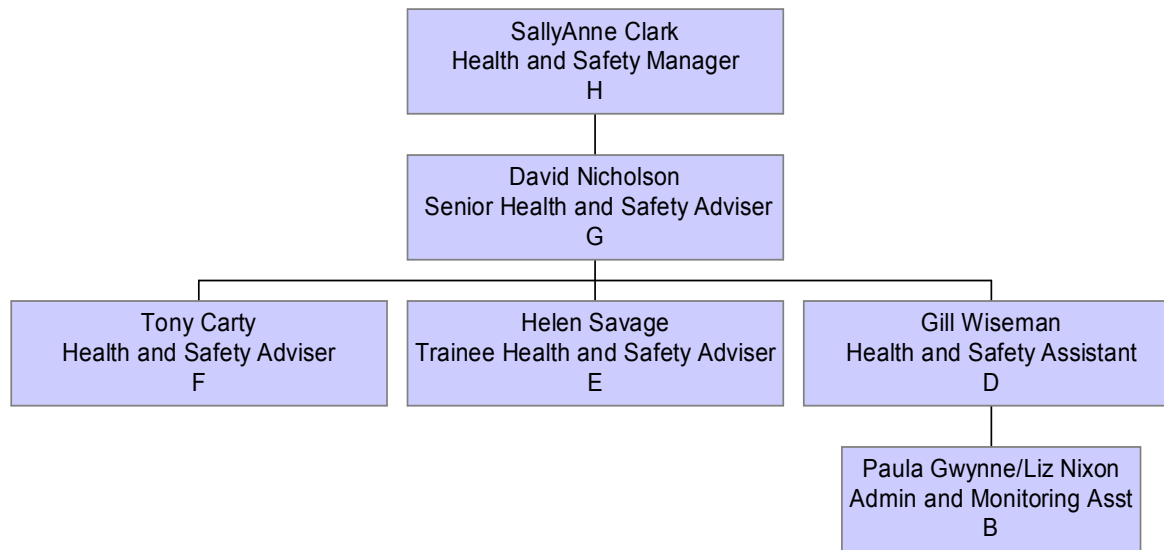 SallyAnne Clark
Health and Safety Manager
H
David Nicholson
Senior Health and Safety Adviser
G
Tony Carty
Health and Safety Adviser
F
Helen Savage
Trainee Health and Safety Adviser
E
Gill Wiseman
Health and Safety Assistant
D
Paula Gwynne/Liz Nixon
Admin and Monitoring Asst
B